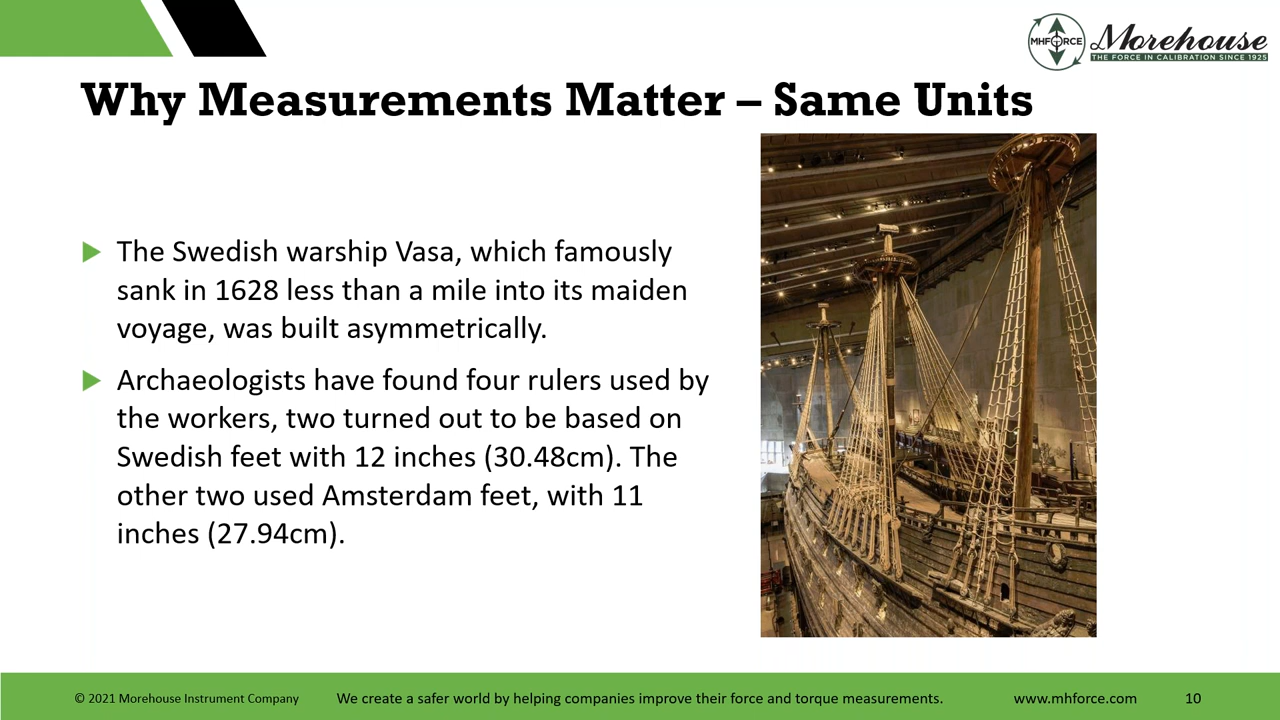 MHFORCE
Morehouse
THE FORCE IN CALIBRATION SINCE 1925
Why Measurements Matter – Same Units
The Swedish warship Vasa, which famously
sank in 1628 less than a mile into its maiden
voyage, was built asymmetrically.
Archaeologists have found four rulers used by
the workers, two turned out to be based on
Swedish feet with 12 inches (30.48cm). The
other two used Amsterdam feet, with 11
inches (27.94cm).
© 2021 Morehouse Instrument Company
We create a safer world by helping companies improve their force and torque measurements.
www.mhforce.com
10